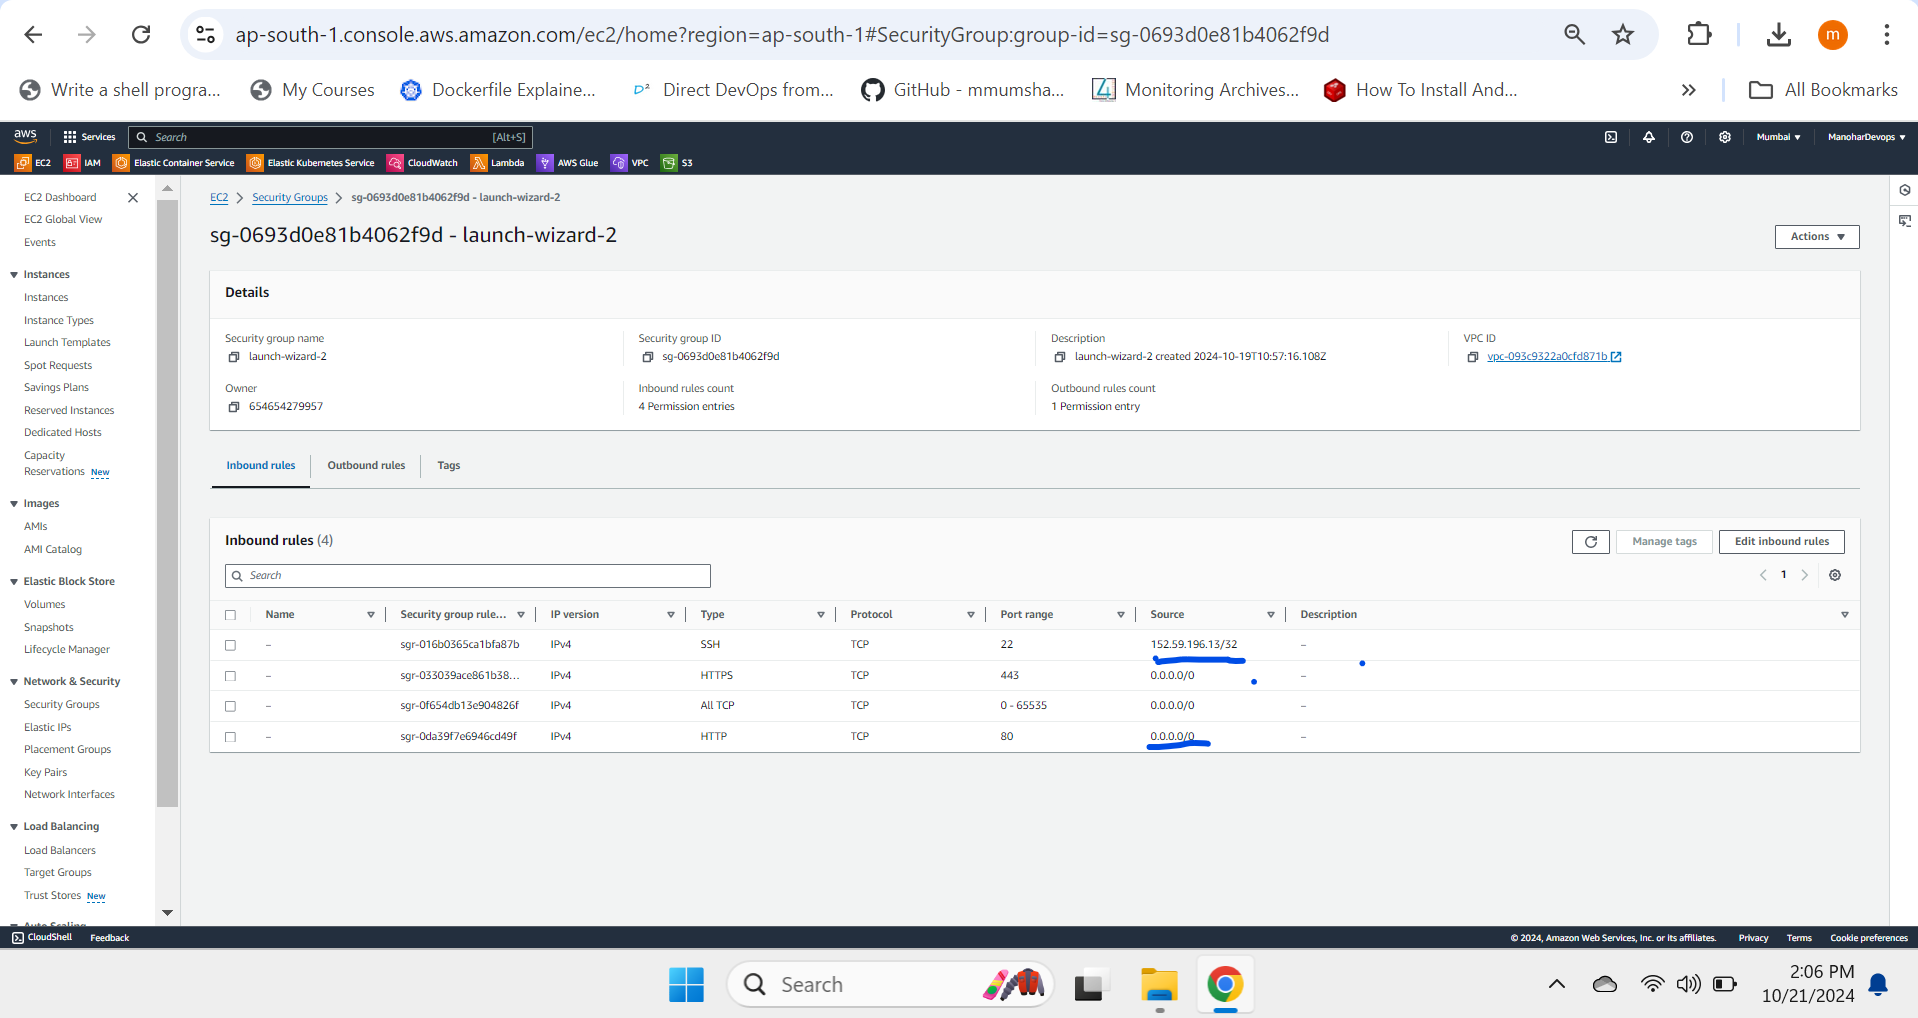 ap-south-1.console.aws.amazon.com/ec2/home?region=ap-south-1#SecurityGroup:group-id=sg-0693d0e81b4062f9d
m
Write a shell progra... My Courses Dockerfile Explaine... D² Direct DevOps from... GitHub - mmumsha... Monitoring Archives... How To Install And... » All Bookmarks
aws Services Search [Alt+S] Mumbai ManoharDevops
EC2 IAM Elastic Container Service Elastic Kubernetes Service CloudWatch Lambda AWS Glue VPC S3
EC2 Dashboard
EC2 Global View
Events
Instances
Instances
Instance Types
Launch Templates
Spot Requests
Savings Plans
Reserved Instances
Dedicated Hosts
Capacity
Reservations New
Images
AMIs
AMI Catalog
Elastic Block Store
Volumes
Snapshots
Lifecycle Manager
Network & Security
Security Groups
Elastic IPs
Placement Groups
Key Pairs
Network Interfaces
Load Balancing
Load Balancers
Target Groups
Trust Stores New
Auto Scaling
EC2 > Security Groups > sg-0693d0e81b4062f9d - launch-wizard-2
sg-0693d0e81b4062f9d - launch-wizard-2
Actions
Details
Security group name
launch-wizard-2
Security group ID
sg-0693d0e81b4062f9d
Description
launch-wizard-2 created 2024-10-19T10:57:16.108Z
VPC ID
vpc-093c9322a0cfd871b
Owner
654654279957
Inbound rules count
4 Permission entries
Outbound rules count
1 Permission entry
Inbound rules Outbound rules Tags
Inbound rules (4)
Manage tags Edit inbound rules
Search
1
Name Security group rule... IP version Type Protocol Port range Source Description
– sgr-016b0365ca1bfa87b IPv4 SSH TCP 22 152.59.196.13/32 –
– sgr-033039ace861b38... IPv4 HTTPS TCP 443 0.0.0.0/0 –
– sgr-0f654db13e904826f IPv4 All TCP TCP 0 - 65535 0.0.0.0/0 –
– sgr-0da39f7e6946cd49f IPv4 HTTP TCP 80 0.0.0.0/0 –
CloudShell Feedback © 2024, Amazon Web Services, Inc. or its affiliates. Privacy Terms Cookie preferences
Search
2:06 PM
10/21/2024